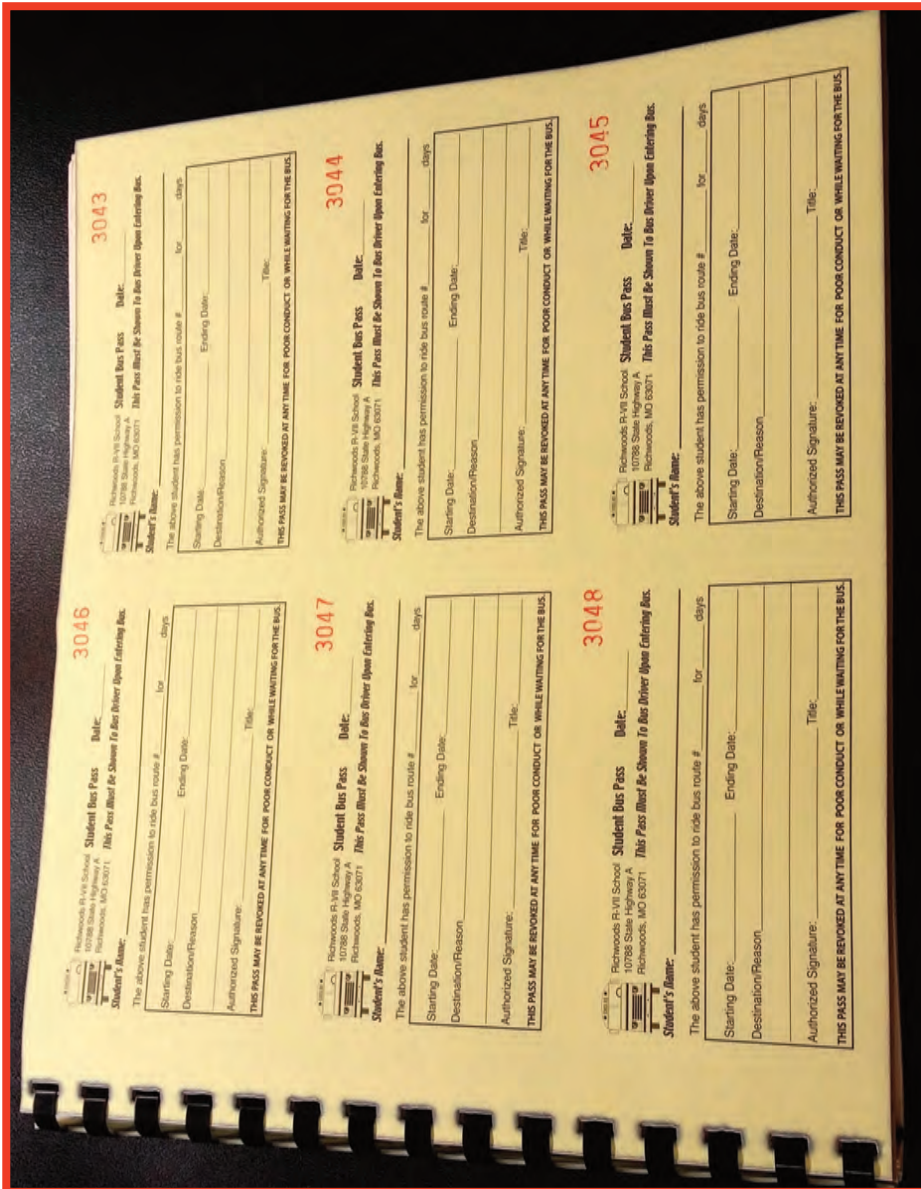 3046
Richwoods R-VII School Student Bus Pass Date:
10788 State Highway A
Richwoods, MO 63071 This Pass Must Be Shown To Bus Driver Upon Entering Bus.
Student's Name:
The above student has permission to ride bus route # for days
Starting Date: Ending Date:
Destination/Reason
Authorized Signature: Title:
THIS PASS MAY BE REVOKED AT ANY TIME FOR POOR CONDUCT OR WHILE WAITING FOR THE BUS.
3043
Richwoods R-VII School Student Bus Pass Date:
10788 State Highway A
Richwoods, MO 63071 This Pass Must Be Shown To Bus Driver Upon Entering Bus.
Student's Name:
The above student has permission to ride bus route # for days
Starting Date: Ending Date:
Destination/Reason
Authorized Signature: Title:
THIS PASS MAY BE REVOKED AT ANY TIME FOR POOR CONDUCT OR WHILE WAITING FOR THE BUS.
3047
Richwoods R-VII School Student Bus Pass Date:
10788 State Highway A
Richwoods, MO 63071 This Pass Must Be Shown To Bus Driver Upon Entering Bus.
Student's Name:
The above student has permission to ride bus route # for days
Starting Date: Ending Date:
Destination/Reason
Authorized Signature: Title:
THIS PASS MAY BE REVOKED AT ANY TIME FOR POOR CONDUCT OR WHILE WAITING FOR THE BUS.
3044
Richwoods R-VII School Student Bus Pass Date:
10788 State Highway A
Richwoods, MO 63071 This Pass Must Be Shown To Bus Driver Upon Entering Bus.
Student's Name:
The above student has permission to ride bus route # for days
Starting Date: Ending Date:
Destination/Reason
Authorized Signature: Title:
THIS PASS MAY BE REVOKED AT ANY TIME FOR POOR CONDUCT OR WHILE WAITING FOR THE BUS.
3048
Richwoods R-VII School Student Bus Pass Date:
10788 State Highway A
Richwoods, MO 63071 This Pass Must Be Shown To Bus Driver Upon Entering Bus.
Student's Name:
The above student has permission to ride bus route # for days
Starting Date: Ending Date:
Destination/Reason
Authorized Signature: Title:
THIS PASS MAY BE REVOKED AT ANY TIME FOR POOR CONDUCT OR WHILE WAITING FOR THE BUS.
3045
Richwoods R-VII School Student Bus Pass Date:
10788 State Highway A
Richwoods, MO 63071 This Pass Must Be Shown To Bus Driver Upon Entering Bus.
Student's Name:
The above student has permission to ride bus route # for days
Starting Date: Ending Date:
Destination/Reason
Authorized Signature: Title:
THIS PASS MAY BE REVOKED AT ANY TIME FOR POOR CONDUCT OR WHILE WAITING FOR THE BUS.